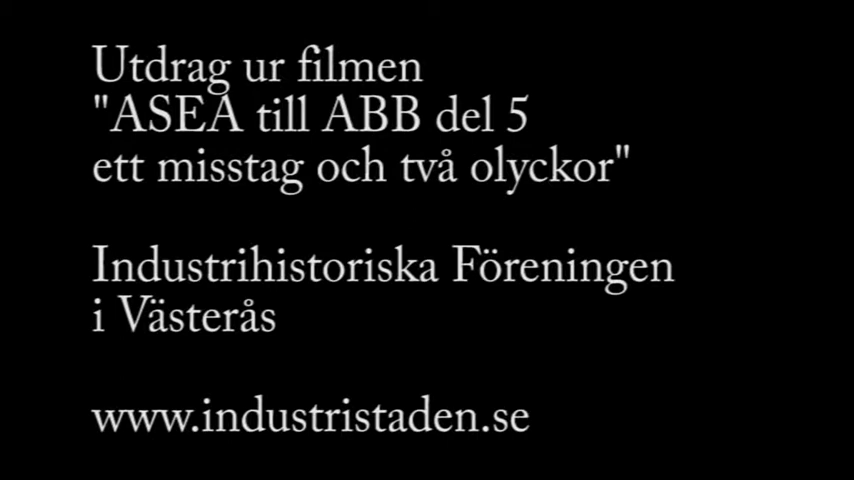 Utdrag ur filmen
"ASEA till ABB del 5
ett misstag och två olyckor"
Industrihistoriska Föreningen
i Västerås
www.industristaden.se